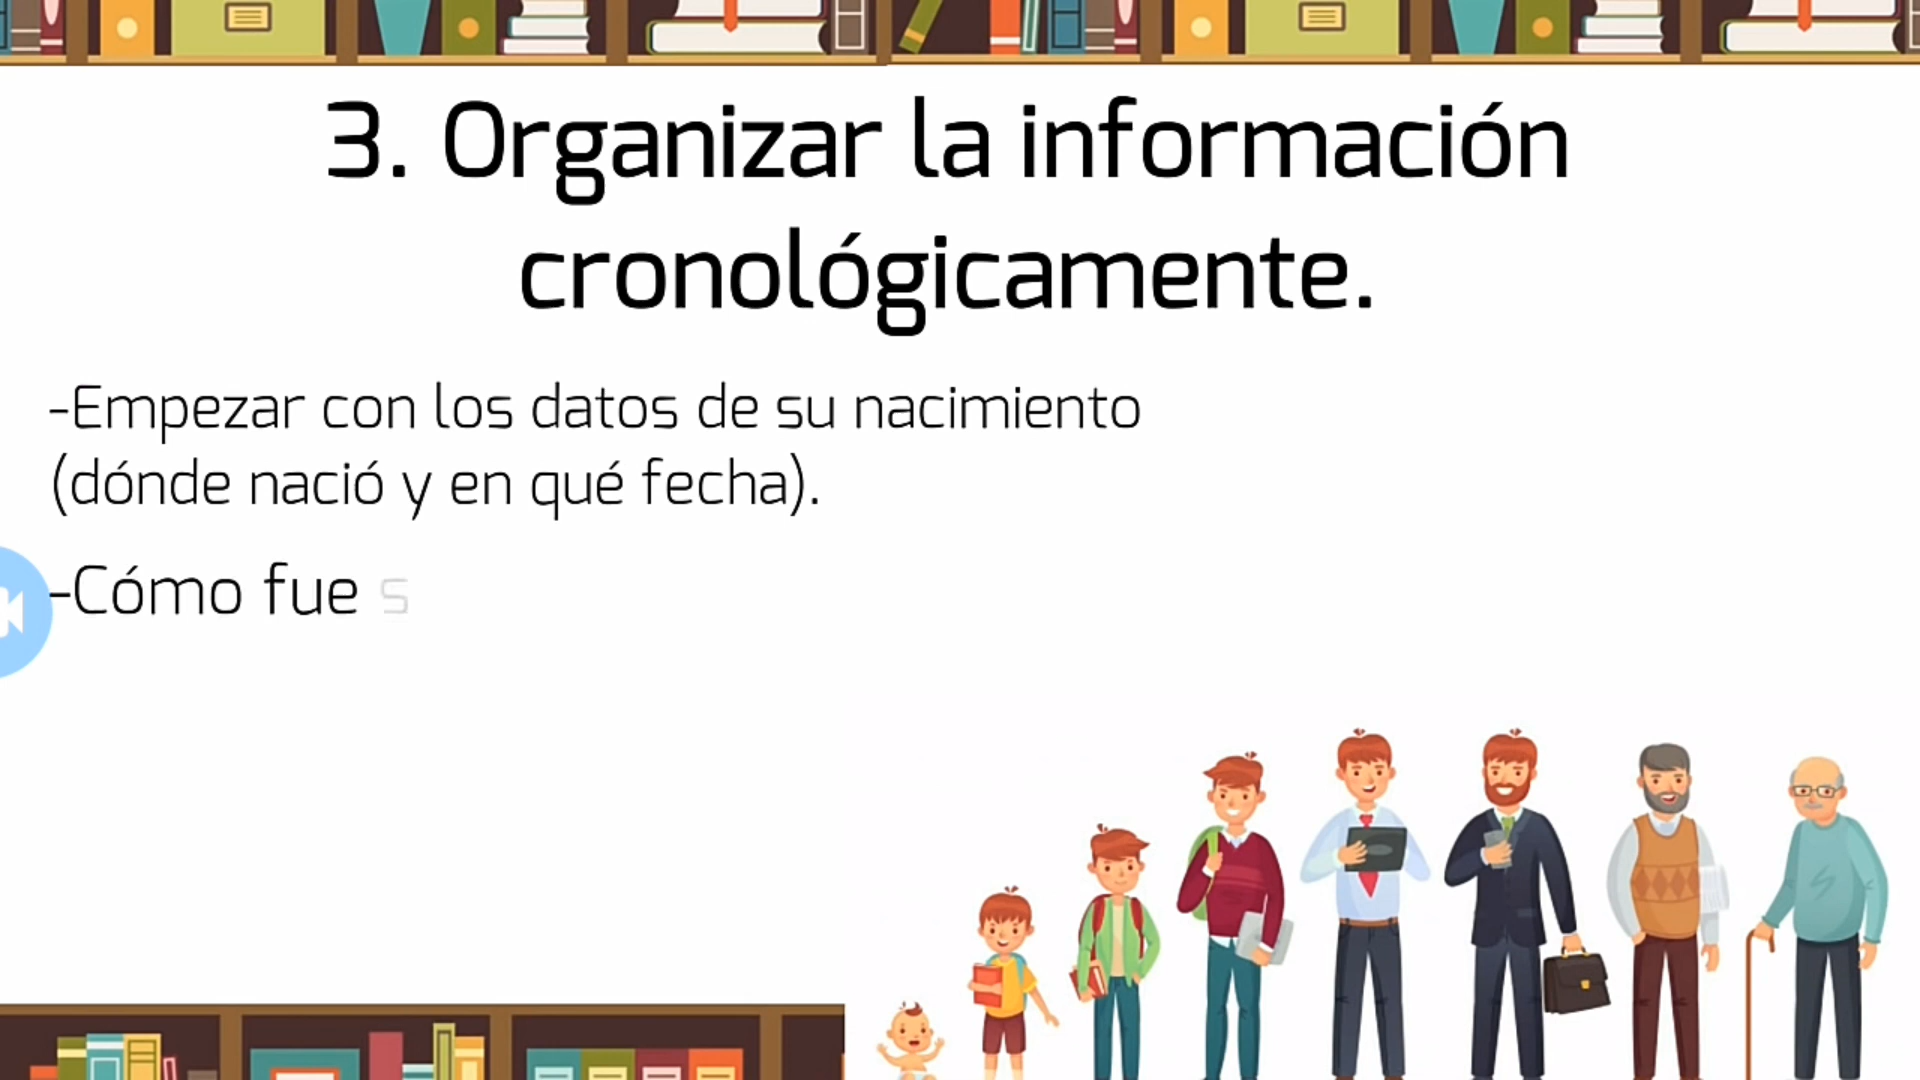 3. Organizar la información
cronológicamente.
-Empezar con los datos de su nacimiento
(dónde nació y en qué fecha).
-Cómo fue s